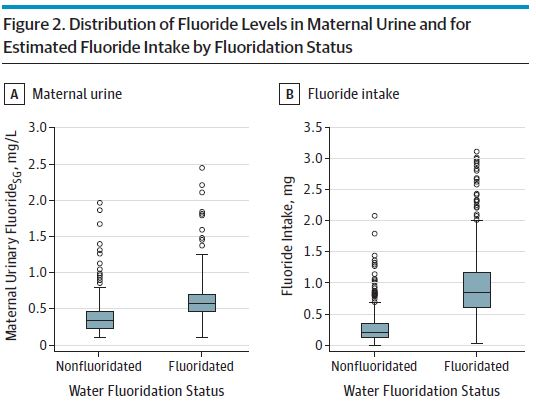 Figure 2. Distribution of Fluoride Levels in Maternal Urine and for
Estimated Fluoride Intake by Fluoridation Status
A Maternal urine
3.0
2.5
2.0
1.5
1.0
0.5
0
Maternal Urinary FluorideSG, mg/L
Nonfluoridated Fluoridated
Water Fluoridation Status
B Fluoride intake
3.5
3.0
2.5
2.0
1.5
1.0
0.5
0
Fluoride Intake, mg
Nonfluoridated Fluoridated
Water Fluoridation Status